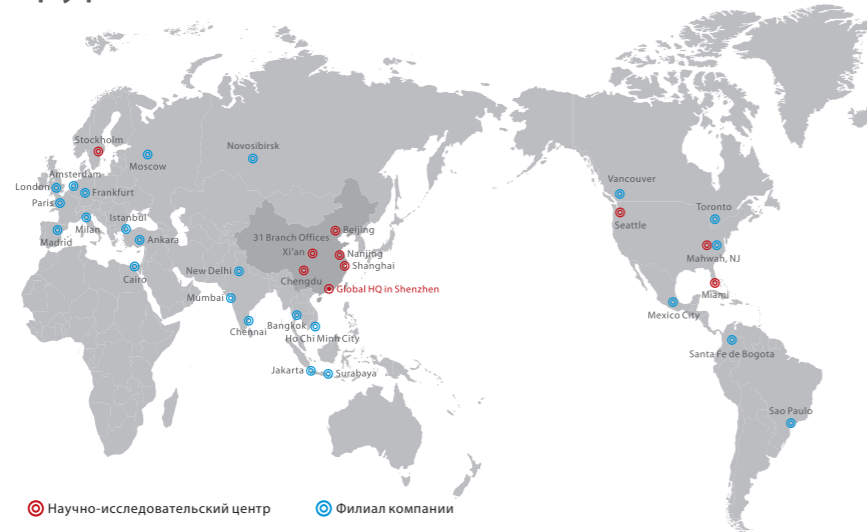 Stockholm
Moscow
Novosibirsk
Amsterdam
London
Frankfurt
Paris
Milan
Istanbul
Madrid
Ankara
Cairo
New Delhi
Mumbai
Chennai
31 Branch Offices
Beijing
Xi'an
Nanjing
Shanghai
Chengdu
Global HQ in Shenzhen
Bangkok
Ho Chi Minh City
Jakarta
Surabaya
Vancouver
Seattle
Toronto
Mahwah, NJ
Miami
Mexico City
Santa Fe de Bogota
Sao Paulo
Научно-исследовательский центр
Филиал компании